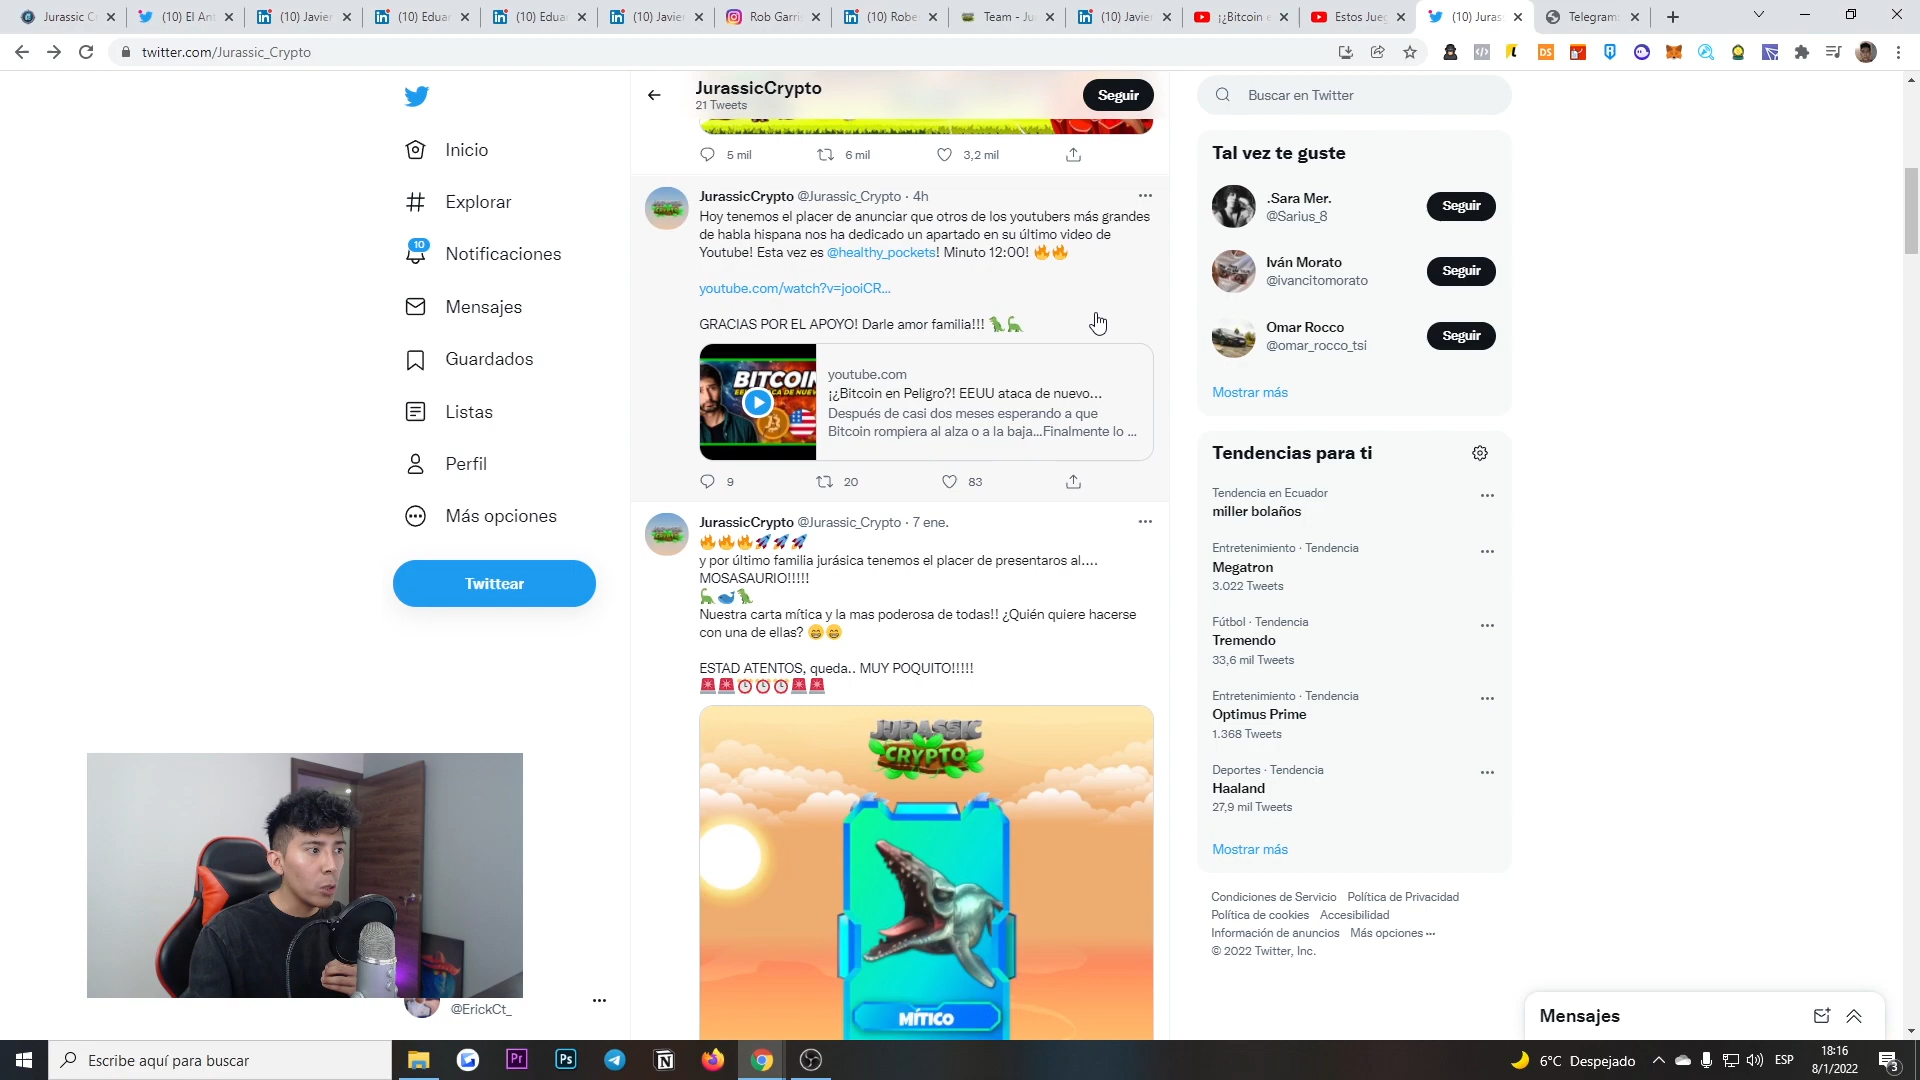 Jurassic C
(10) El Ant
(10) Javier
(10) Eduar
(10) Eduar
(10) Javier
Rob Garri
(10) Rober
Team - Ju
(10) Javier
¡¿Bitcoin e
Estos Jueg
(10) Juras
Telegram
twitter.com/Jurassic_Crypto
Inicio
Explorar
10
Notificaciones
Mensajes
Guardados
Listas
Perfil
Más opciones
Twittear
@ErickCt_
JurassicCrypto
21 Tweets
Seguir
5 mil
6 mil
3,2 mil
JurassicCrypto @Jurassic_Crypto · 4h
Hoy tenemos el placer de anunciar que otros de los youtubers más grandes
de habla hispana nos ha dedicado un apartado en su último video de
Youtube! Esta vez es @healthy_pockets! Minuto 12:00! 🔥🔥
youtube.com/watch?v=jooiCR...
GRACIAS POR EL APOYO! Darle amor familia!!! 🦖🦕
BITCOIN
youtube.com
¡¿Bitcoin en Peligro?! EEUU ataca de nuevo...
Después de casi dos meses esperando a que
Bitcoin rompiera al alza o a la baja...Finalmente lo ...
9
20
83
JurassicCrypto @Jurassic_Crypto · 7 ene.
🔥🔥🔥🚀🚀🚀
y por último familia jurásica tenemos el placer de presentaros al....
MOSASAURIO!!!!!
🦕🐋🦖
Nuestra carta mítica y la mas poderosa de todas!! ¿Quién quiere hacerse
con una de ellas? 😁😁
ESTAD ATENTOS, queda.. MUY POQUITO!!!!!
🚨🚨⏰⏰⏰🚨🚨
JURASSIC
CRYPTO
MÍTICO
Buscar en Twitter
Tal vez te guste
.Sara Mer.
@Sarius_8
Seguir
Iván Morato
@ivancitomorato
Seguir
Omar Rocco
@omar_rocco_tsi
Seguir
Mostrar más
Tendencias para ti
Tendencia en Ecuador
miller bolaños
Entretenimiento · Tendencia
Megatron
3.022 Tweets
Fútbol · Tendencia
Tremendo
33,6 mil Tweets
Entretenimiento · Tendencia
Optimus Prime
1.368 Tweets
Deportes · Tendencia
Haaland
27,9 mil Tweets
Mostrar más
Condiciones de Servicio Política de Privacidad
Política de cookies Accesibilidad
Información de anuncios Más opciones ···
© 2022 Twitter, Inc.
Mensajes
Escribe aquí para buscar
Pr
Ps
6°C Despejado
ESP
18:16
8/1/2022
3